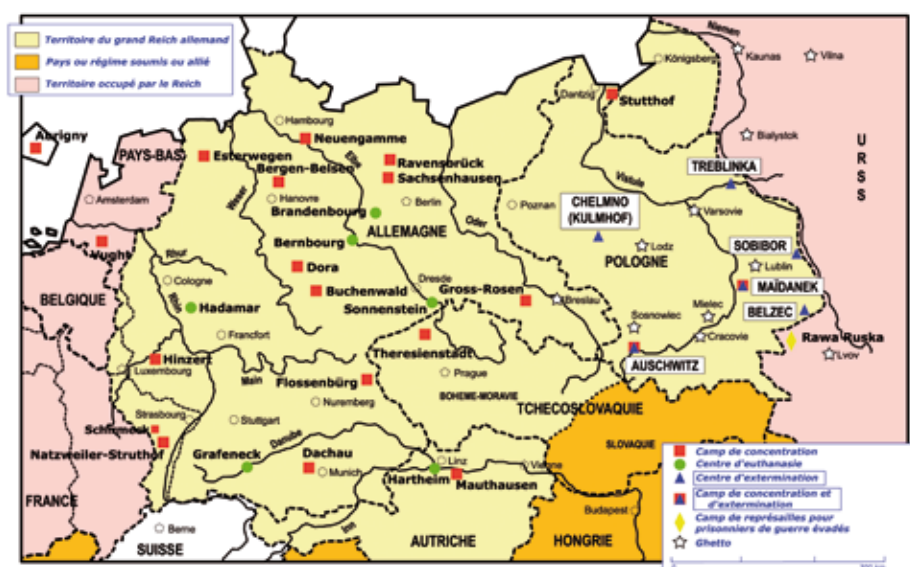 Territoire du grand Reich allemand
Pays ou régime soumis ou allié
Territoire occupé par le Reich
Niemen
Kaunas
Vilna
Königsberg
Dantzig
Stutthof
Hambourg
Neuengamme
Aurigny
PAYS-BAS
Esterwegen
Elbe
Bialystok
URSS
Bergen-Belsen
Ravensbrück
Sachsenhausen
TREBLINKA
Amsterdam
Weser
Hanovre
Berlin
Vistule
Brandenbourg
Poznan
CHELMNO
(KULMHOF)
Varsovie
Oder
Bernbourg
ALLEMAGNE
Vught
Rhur
Lodz
SOBIBOR
POLOGNE
Dora
Lublin
Cologne
Dresde
BELGIQUE
Rhin
Buchenwald
Gross-Rosen
MAÏDANEK
Hadamar
Sonnenstein
Breslau
Mielec
BELZEC
Sosnowiec
Francfort
Cracovie
Rawa Ruska
Theresienstadt
Lvov
Hinzert
AUSCHWITZ
Luxembourg
Main
Prague
Flossenbürg
BOHEME-MORAVIE
Nuremberg
TCHECOSLOVAQUIE
Strasbourg
Stuttgart
Schirmeck
Danube
SLOVAQUIE
Natzweiler-Struthof
Grafeneck
Dachau
Linz
Vienne
Munich
Hartheim
Mauthausen
FRANCE
Budapest
Berne
Inn
SUISSE
AUTRICHE
HONGRIE
Camp de concentration
Centre d'euthanasie
Centre d'extermination
Camp de concentration et
d'extermination
Camp de représailles pour
prisonniers de guerre évadés
Ghetto
0